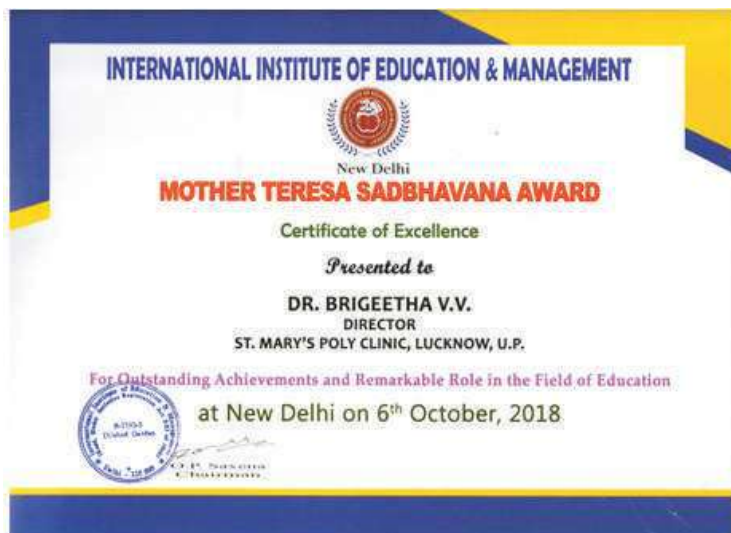 INTERNATIONAL INSTITUTE OF EDUCATION & MANAGEMENT
New Delhi
MOTHER TERESA SADBHAVANA AWARD
Certificate of Excellence
Presented to
DR. BRIGEETHA V.V.
DIRECTOR
ST. MARY'S POLY CLINIC, LUCKNOW, U.P.
For Outstanding Achievements and Remarkable Role in the Field of Education
at New Delhi on 6th October, 2018
O.P. Saxena
Chairman